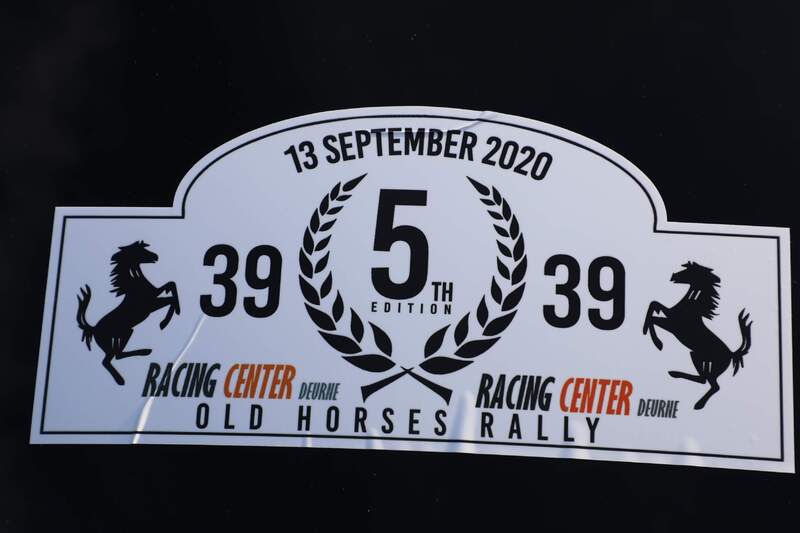 13 SEPTEMBER 2020
39 5TH 39
EDITION
RACING CENTER DEURNE RACING CENTER DEURNE
OLD HORSES RALLY